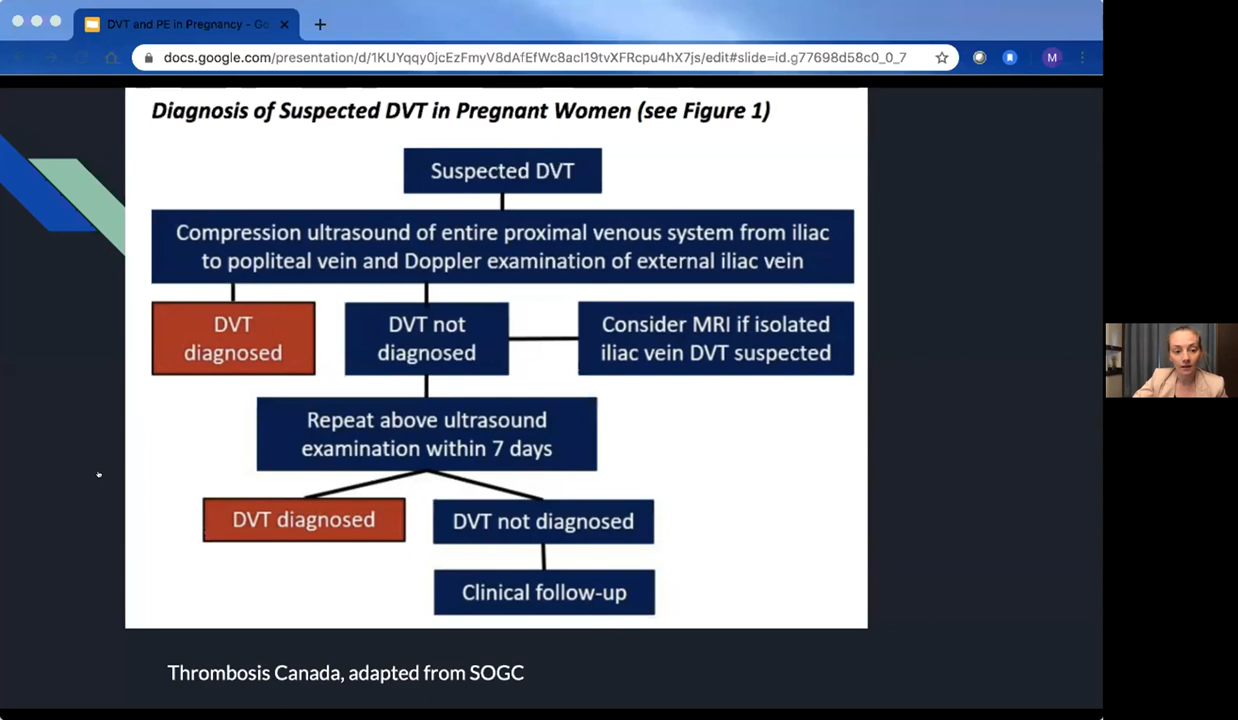 DVT and PE in Pregnancy - Go
docs.google.com/presentation/d/1KUYqqy0jcEzFmyV8dAfEfWc8acI19tvXFRcpu4hX7js/edit#slide=id.g77698d58c0_0_7
M
Diagnosis of Suspected DVT in Pregnant Women (see Figure 1)
Suspected DVT
Compression ultrasound of entire proximal venous system from iliac
to popliteal vein and Doppler examination of external iliac vein
DVT
diagnosed
DVT not
diagnosed
Consider MRI if isolated
iliac vein DVT suspected
Repeat above ultrasound
examination within 7 days
DVT diagnosed
DVT not diagnosed
Clinical follow-up
Thrombosis Canada, adapted from SOGC